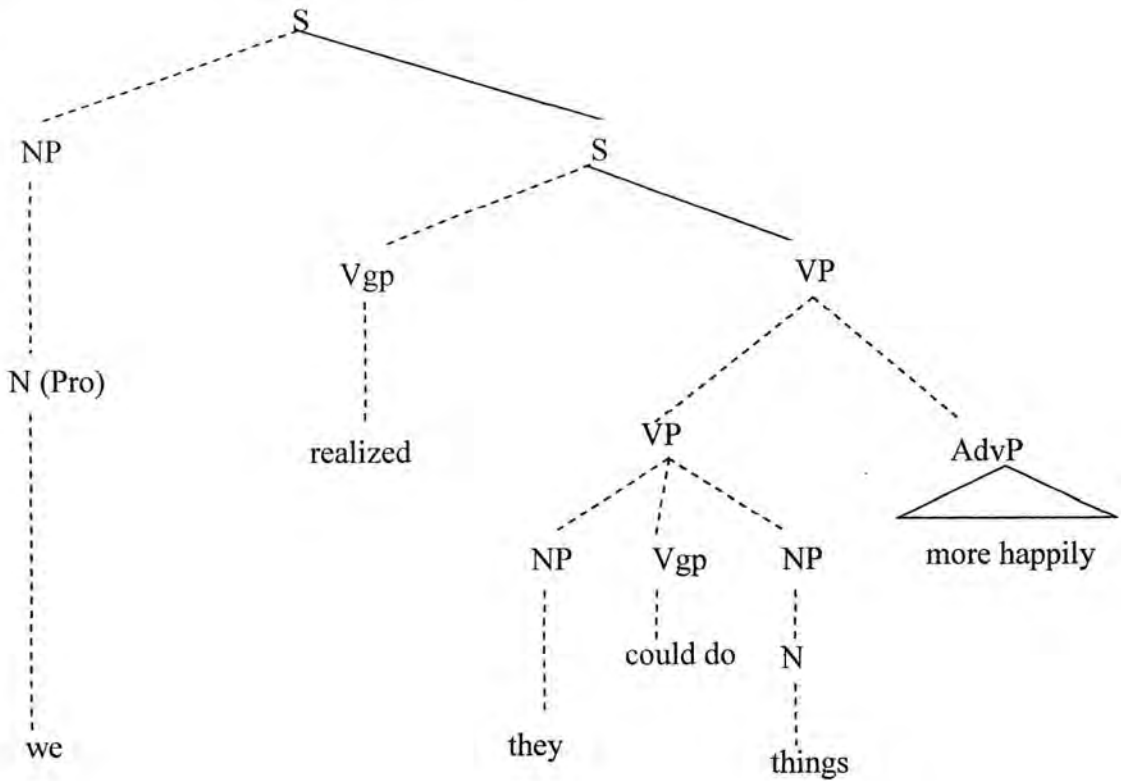 S
NP S
Vgp VP
N (Pro)
realized VP AdvP
NP Vgp NP more happily
could do N
we they things